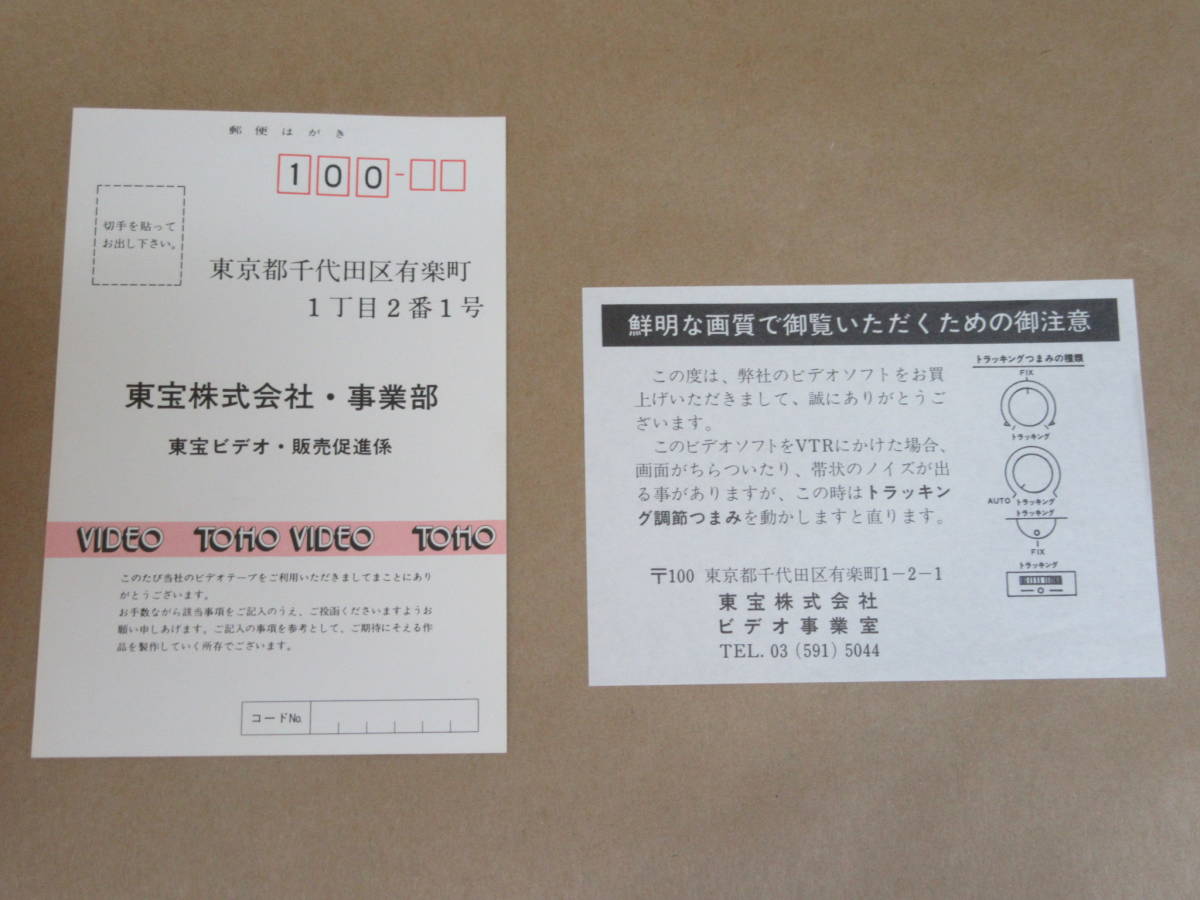 郵便はがき
100-
切手を貼って
お出し下さい。
東京都千代田区有楽町
1丁目2番1号
東宝株式会社・事業部
東宝ビデオ・販売促進係
VIDEO TOHO VIDEO TOHO
このたび当社のビデオテープをご利用いただきましてまことにあり
がとうございます。
お手数ながら該当事項をご記入のうえ、ご投函くださいますようお
願い申しあげます。ご記入の事項を参考として、ご期待にそえる作
品を製作していく所存でございます。
コードNo.
鮮明な画質で御覧いただくための御注意
この度は、弊社のビデオソフトをお買
上げいただきまして、誠にありがとうご
ざいます。
このビデオソフトをVTRにかけた場合、
画面がちらついたり、帯状のノイズが出
る事がありますが、この時はトラッキン
グ調節つまみを動かしますと直ります。
トラッキングつまみの種類
FIX
トラッキング
AUTO トラッキング
トラッキング
FIX
トラッキング
〒100 東京都千代田区有楽町1-2-1
東宝株式会社
ビデオ事業室
TEL. 03 (591) 5044